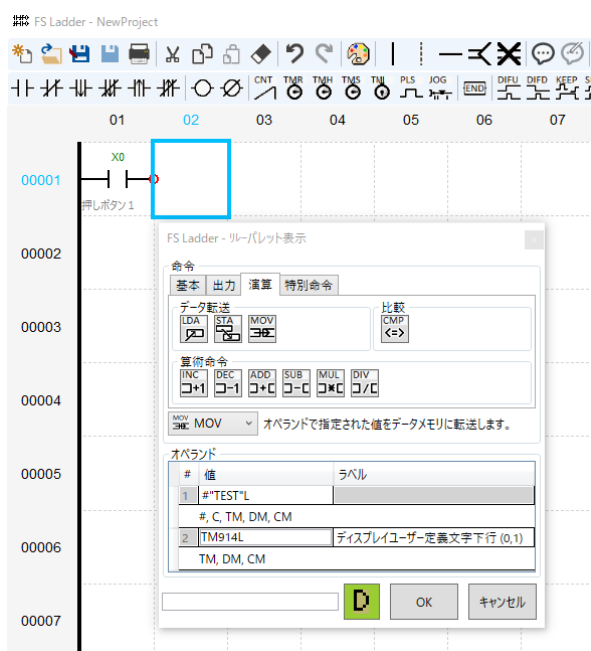 FS Ladder - NewProject
CNT TMR TMH TMS TMU PLS JOG END DIFU DIFD KEEP
01 02 03 04 05 06 07
X0
00001
押しボタン1
FS Ladder - リレーパレット表示
00002
命令
基本 出力 演算 特別命令
データ転送 比較
LDA STA MOV CMP
<=>
00003
算術命令
INC DEC ADD SUB MUL DIV
+1 -1 +C -C
00004
MOV MOV オペランドで指定された値をデータメモリに転送します。
オペランド
# 値 ラベル
00005
1 #"TEST"L
#, C, TM, DM, CM
2 TM914L ディスプレイユーザー定義文字下行 (0,1)
00006
TM, DM, CM
D OK キャンセル
00007